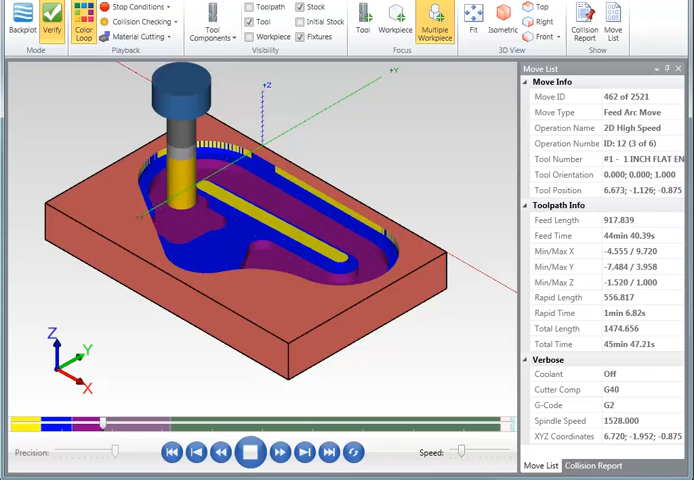 Backplot
Verify
Mode
Color
Loop
Stop Conditions
Collision Checking
Material Cutting
Playback
Tool
Components
Toolpath
Tool
Workpiece
Stock
Initial Stock
Fixtures
Visibility
Tool
Workpiece
Multiple
Workpiece
Focus
Fit
Isometric
Top
Right
Front
3D View
Collision
Report
Move
List
Show
+Z
+Y
Z
Y
X
Precision:
Speed:
Move List
Move Info
Move ID 462 of 2521
Move Type Feed Arc Move
Operation Name 2D High Speed
Operation Numbe ID: 12 (3 of 6)
Tool Number #1 - 1 INCH FLAT EN
Tool Orientation 0.000; 0.000; 1.000
Tool Position 6.673; -1.126; -0.875
Toolpath Info
Feed Length 917.839
Feed Time 44min 40.39s
Min/Max X -4.555 / 9.720
Min/Max Y -7.484 / 3.958
Min/Max Z -1.520 / 1.000
Rapid Length 556.817
Rapid Time 1min 6.82s
Total Length 1474.656
Total Time 45min 47.21s
Verbose
Coolant Off
Cutter Comp G40
G-Code G2
Spindle Speed 1528.000
XYZ Coordinates 6.720; -1.952; -0.875
Move List
Collision Report